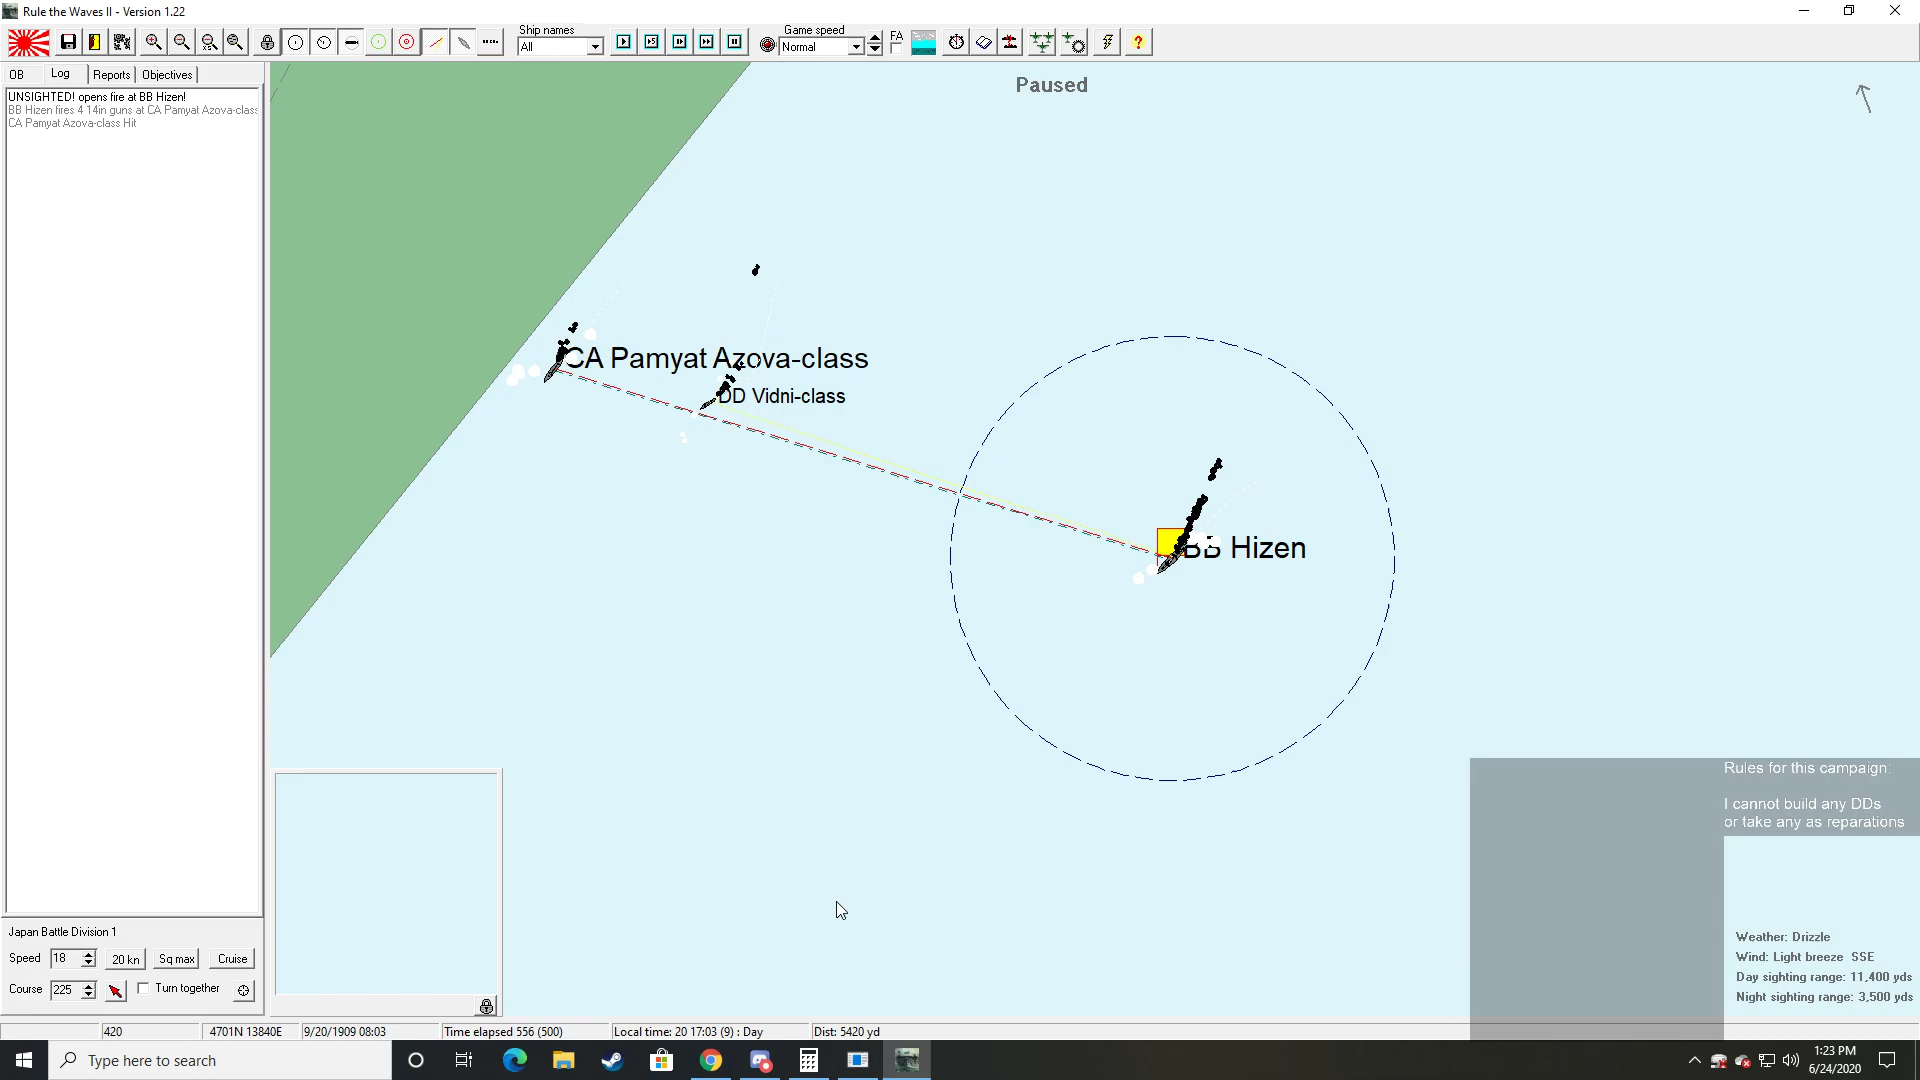 Rule the Waves II - Version 1.22
Ship names
All
Game speed
Normal
FA
OB
Log
Reports
Objectives
UNSIGHTED! opens fire at BB Hizen!
BB Hizen fires 4 14in guns at CA Pamyat Azova-class
CA Pamyat Azova-class Hit
Paused
CA Pamyat Azova-class
DD Vidni-class
BB Hizen
Rules for this campaign:
I cannot build any DDs
or take any as reparations
Weather: Drizzle
Wind: Light breeze SSE
Day sighting range: 11,400 yds
Night sighting range: 3,500 yds
Japan Battle Division 1
Speed 18 20 kn Sq max Cruise
Course 225 Turn together
420
4701N 13840E
9/20/1909 08:03
Time elapsed 556 (500)
Local time: 20 17:03 (9) : Day
Dist: 5420 yd
Type here to search
1:23 PM
6/24/2020